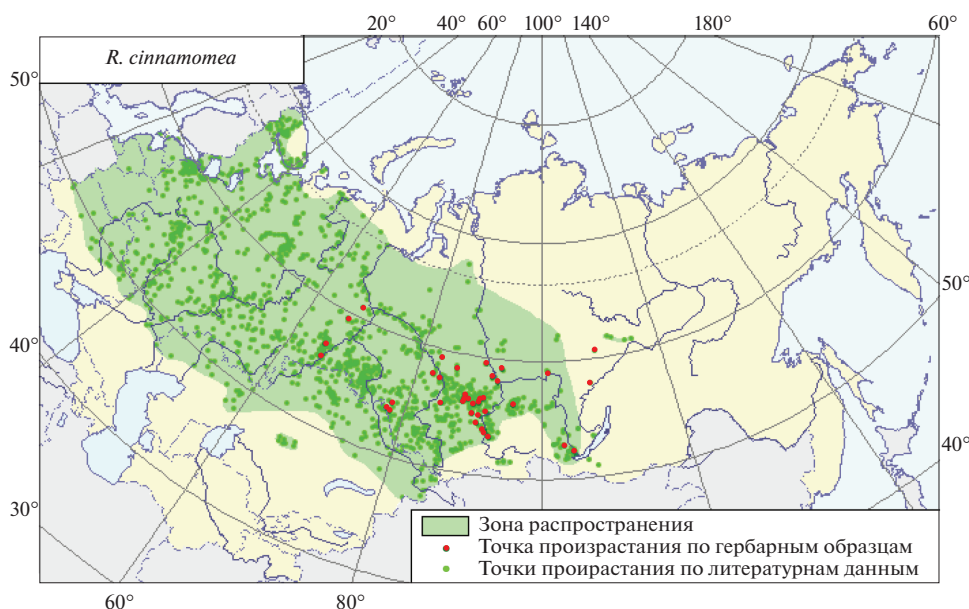 20° 40° 60° 100° 140° 180° 60°
R. cinnamomea
50°
40°
30°
50°
40°
Зона распространения
Точка произрастания по гербарным образцам
Точки проирастания по литературнам данным
60° 80°